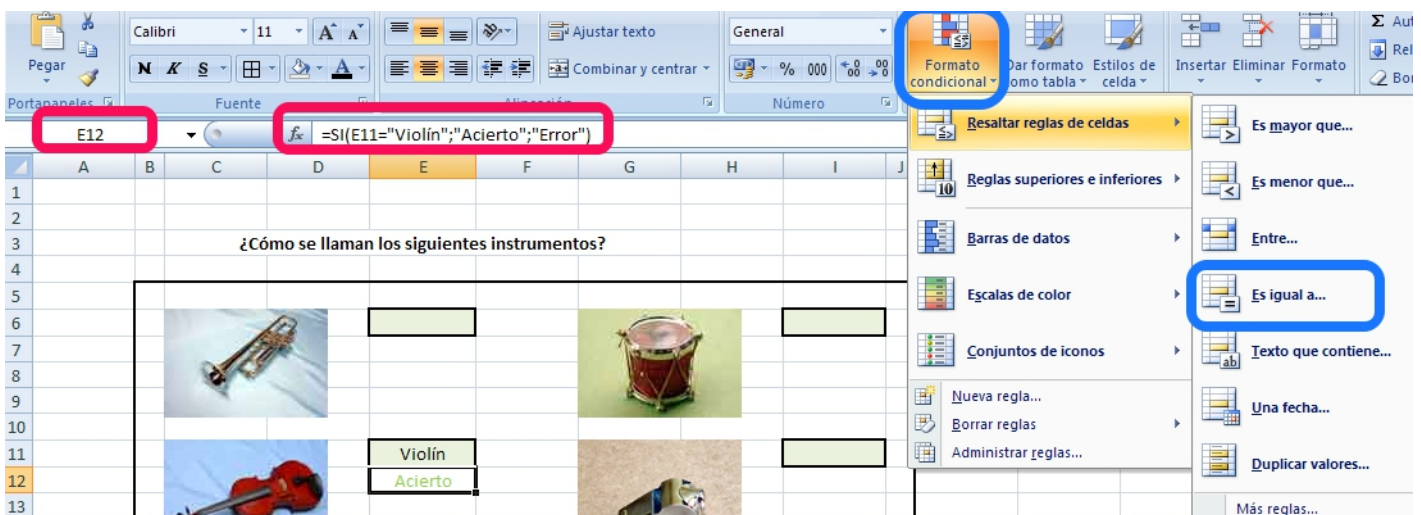 Calibri 11 A A Ajustar texto General Σ Aut
Pegar N K S A Combinar y centrar % 000 Formato condicional Dar formato como tabla Estilos de celda Insertar Eliminar Formato Rel
Bor
Portapapeles Fuente Alineación Número
E12 fx =SI(E11="Violín";"Acierto";"Error")
A B C D E F G H I J
1
2
3 ¿Cómo se llaman los siguientes instrumentos?
4
5
6
7
8
9
10
11 Violín
12 Acierto
13
Resaltar reglas de celdas
Reglas superiores e inferiores
Barras de datos
Escalas de color
Conjuntos de iconos
Nueva regla...
Borrar reglas
Administrar reglas...
Es mayor que...
Es menor que...
Entre...
Es igual a...
Texto que contiene...
Una fecha...
Duplicar valores...
Más reglas...